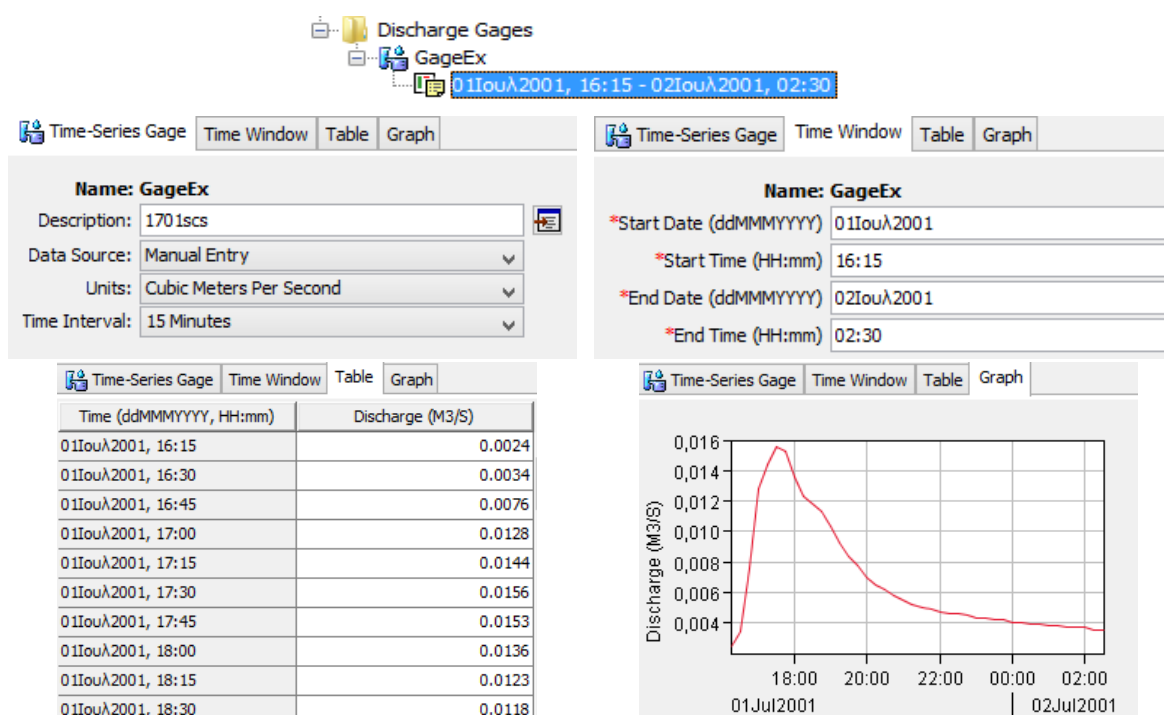 Discharge Gages
GageEx
01Ιουλ2001, 16:15 - 02Ιουλ2001, 02:30
Time-Series Gage Time Window Table Graph
Name: GageEx
Description: 1701scs
Data Source: Manual Entry
Units: Cubic Meters Per Second
Time Interval: 15 Minutes
Time-Series Gage Time Window Table Graph
Name: GageEx
*Start Date (ddMMMYYYY) 01Ιουλ2001
*Start Time (HH:mm) 16:15
*End Date (ddMMMYYYY) 02Ιουλ2001
*End Time (HH:mm) 02:30
Time-Series Gage Time Window Table Graph
Time (ddMMMYYYY, HH:mm) Discharge (M3/S)
01Ιουλ2001, 16:15 0.0024
01Ιουλ2001, 16:30 0.0034
01Ιουλ2001, 16:45 0.0076
01Ιουλ2001, 17:00 0.0128
01Ιουλ2001, 17:15 0.0144
01Ιουλ2001, 17:30 0.0156
01Ιουλ2001, 17:45 0.0153
01Ιουλ2001, 18:00 0.0136
01Ιουλ2001, 18:15 0.0123
01Ιουλ2001, 18:30 0.0118
Time-Series Gage Time Window Table Graph
Discharge (M3/S)
0,016
0,014
0,012
0,010
0,008
0,006
0,004
18:00 20:00 22:00 00:00 02:00
01Jul2001 02Jul2001